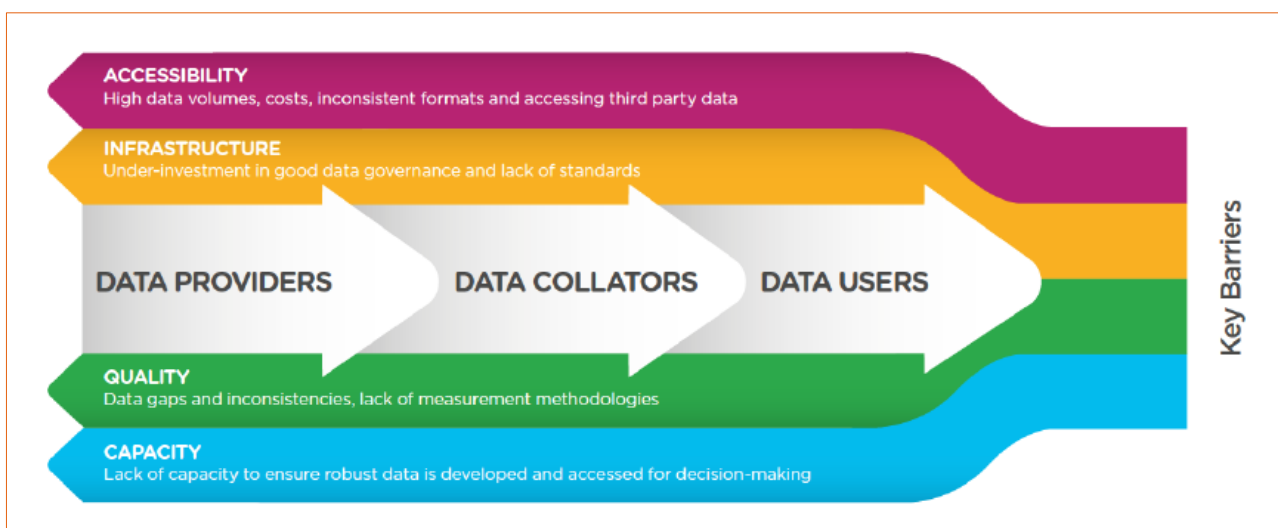 ACCESSIBILITY
High data volumes, costs, inconsistent formats and accessing third party data
INFRASTRUCTURE
Under-investment in good data governance and lack of standards
DATA PROVIDERS
DATA COLLATORS
DATA USERS
QUALITY
Data gaps and inconsistencies, lack of measurement methodologies
CAPACITY
Lack of capacity to ensure robust data is developed and accessed for decision-making
Key Barriers